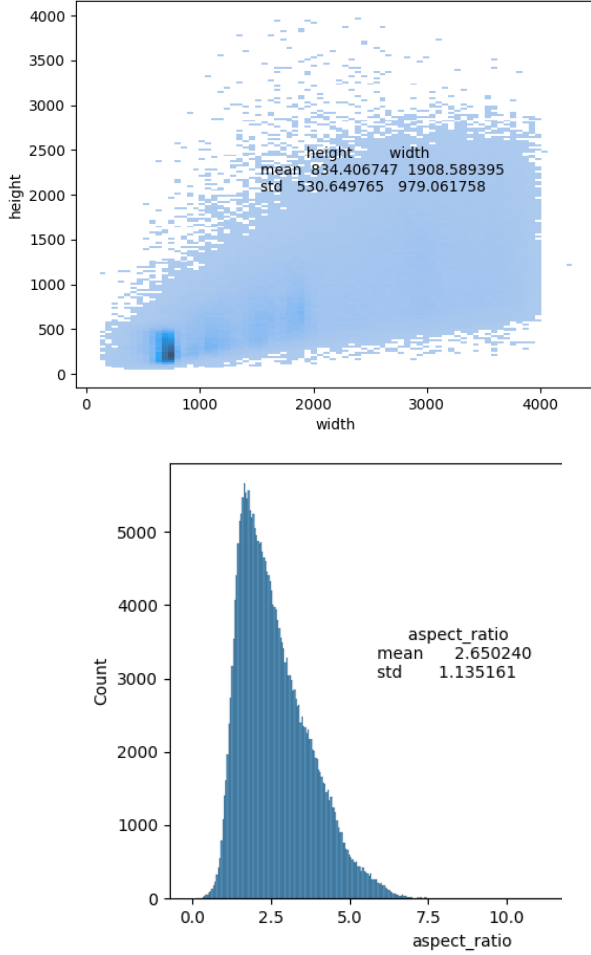 4000
3500
3000
2500
height width
mean 834.406747 1908.589395
std 530.649765 979.061758
2000
height
1500
1000
500
0
0 1000 2000 3000 4000
width
5000
4000
aspect_ratio
mean 2.650240
std 1.135161
3000
Count
2000
1000
0
0.0 2.5 5.0 7.5 10.0
aspect_ratio